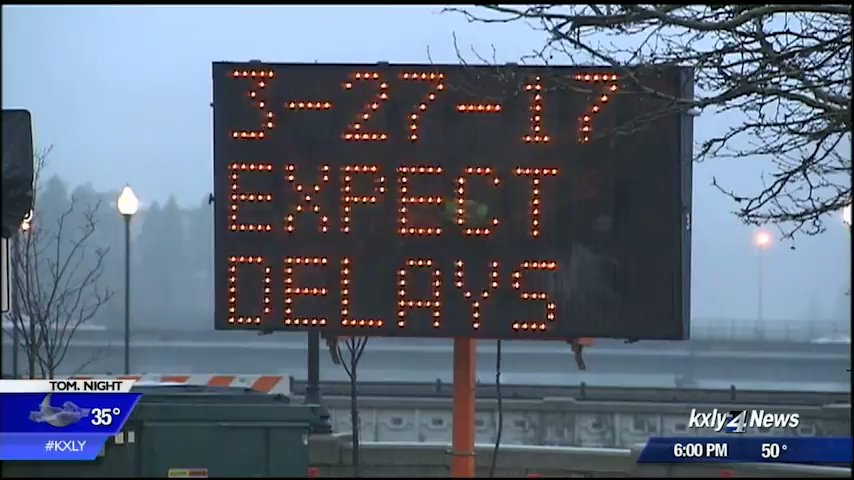 3-27-17
EXPECT
DELAYS
TOM. NIGHT
35°
#KXLY
kxly4 News
6:00 PM 50°